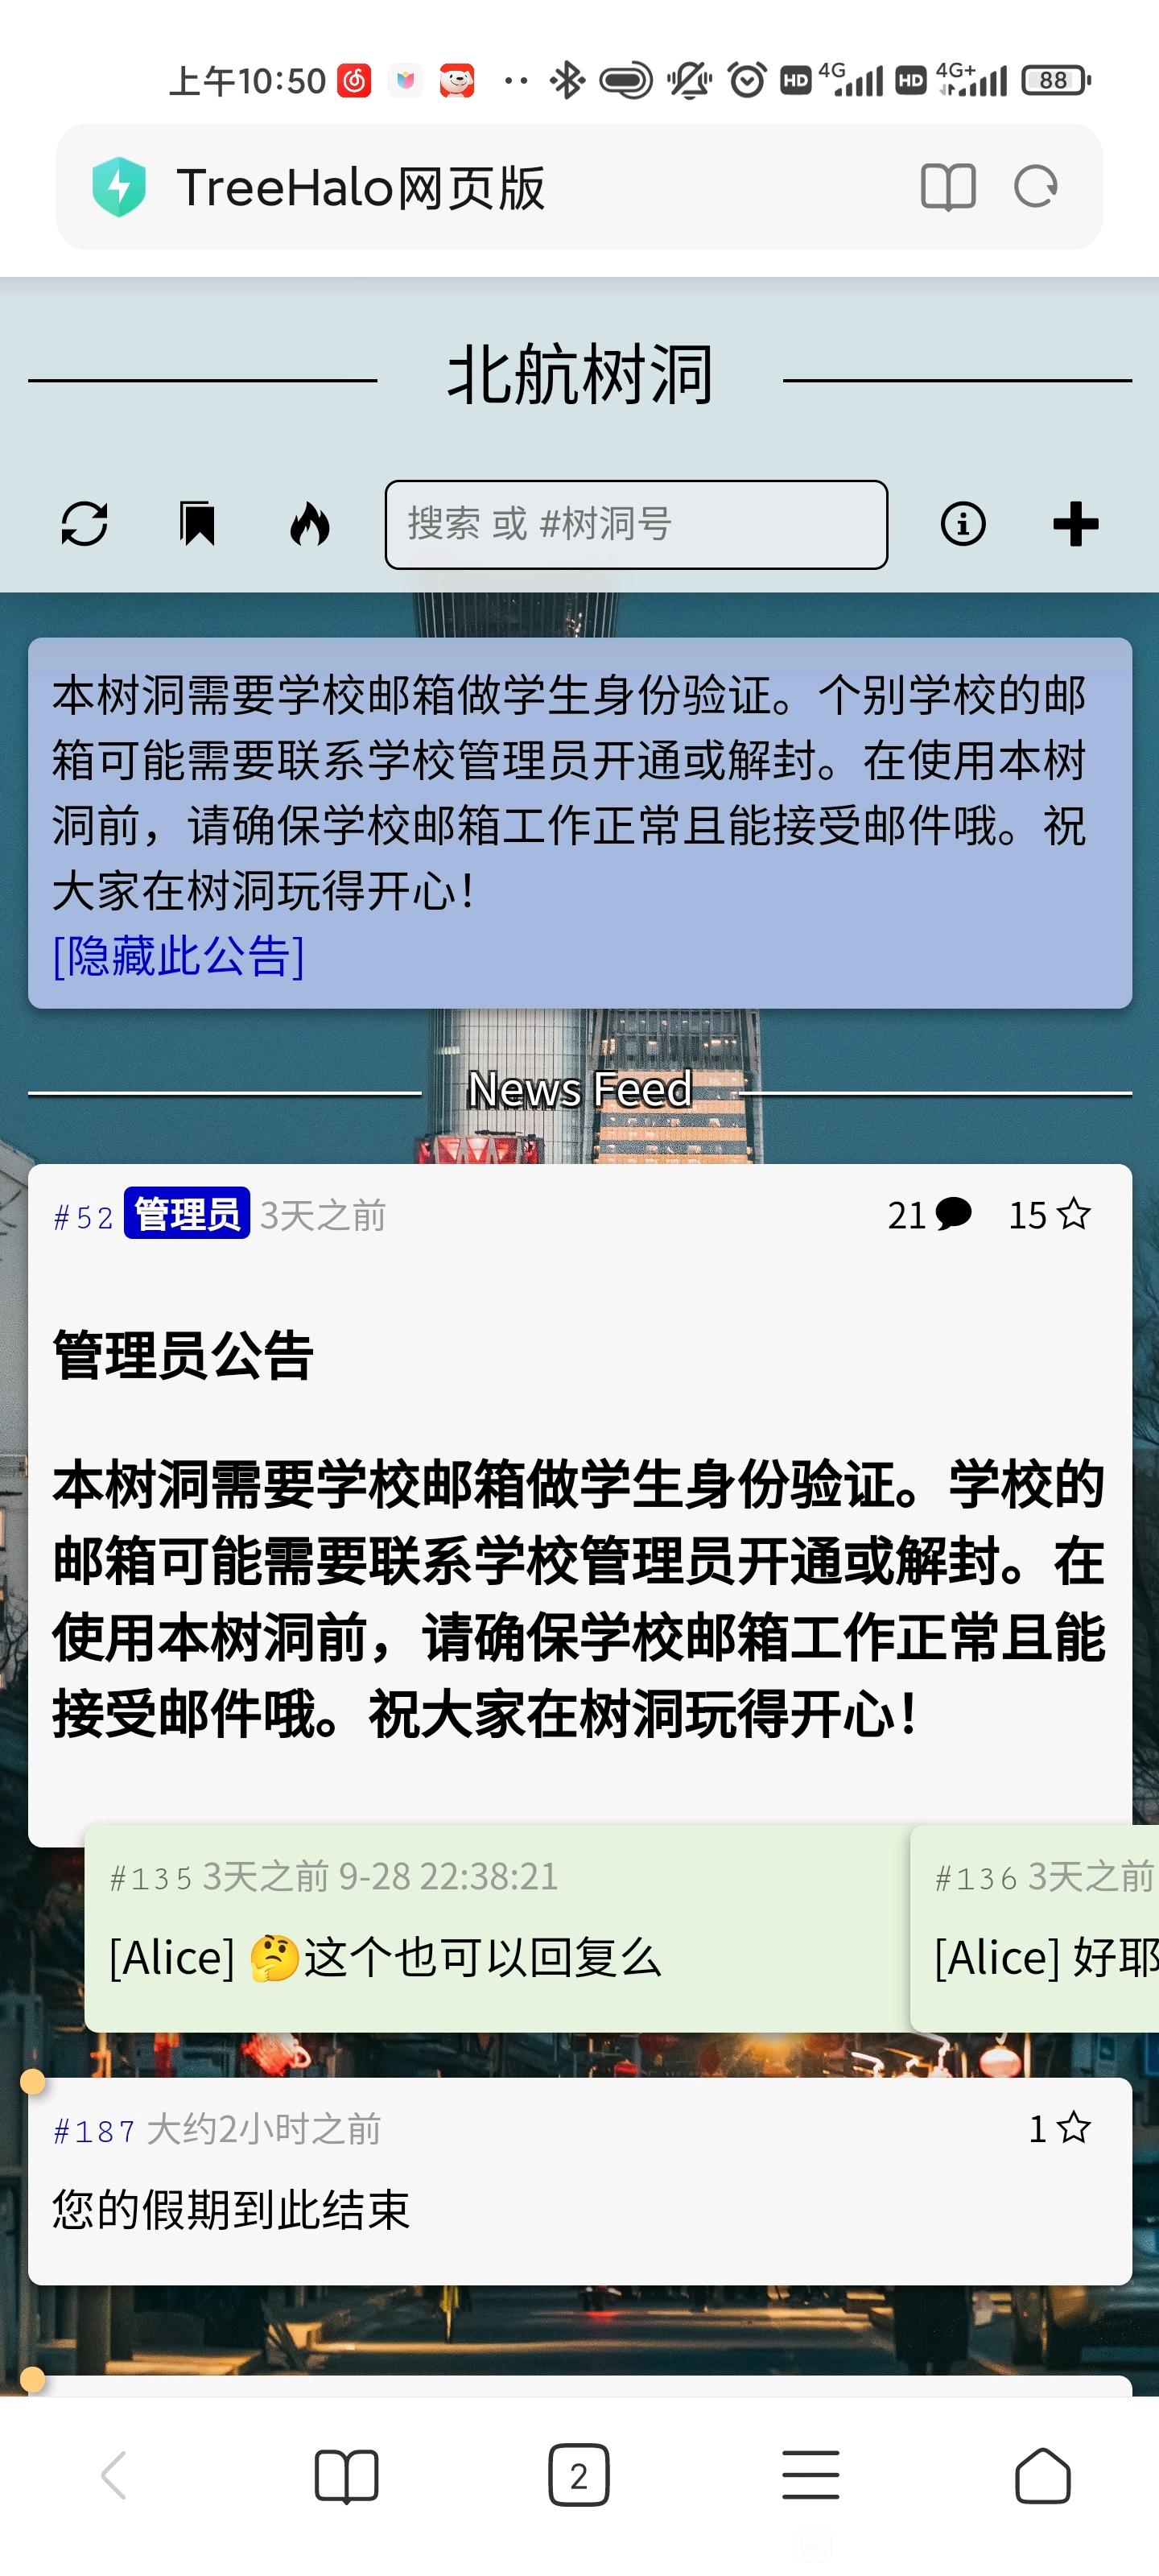 上午10:50
HD 4G HD 4G+ 88
TreeHalo网页版
北航树洞
搜索 或 #树洞号
本树洞需要学校邮箱做学生身份验证。个别学校的邮
箱可能需要联系学校管理员开通或解封。在使用本树
洞前，请确保学校邮箱工作正常且能接受邮件哦。祝
大家在树洞玩得开心！
[隐藏此公告]
News Feed
#52 管理员 3天之前 21 15
管理员公告
本树洞需要学校邮箱做学生身份验证。学校的
邮箱可能需要联系学校管理员开通或解封。在
使用本树洞前，请确保学校邮箱工作正常且能
接受邮件哦。祝大家在树洞玩得开心！
#135 3天之前 9-28 22:38:21
[Alice] 🤔这个也可以回复么
#136 3天之前
[Alice] 好耶
#187 大约2小时之前 1
您的假期到此结束
2